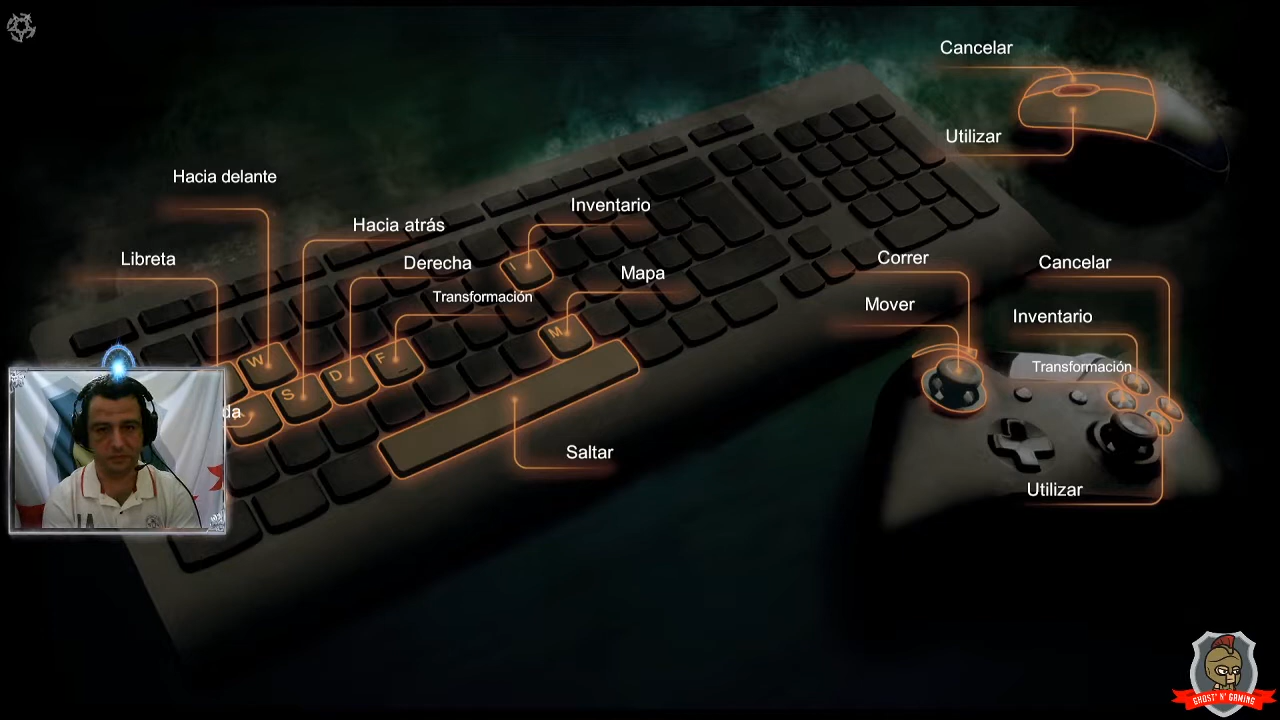 Cancelar
Utilizar
Hacia delante
Hacia atrás
Inventario
Libreta
Derecha
Mapa
Transformación
I
M
W
S
D
F
da
Saltar
Correr
Cancelar
Mover
Inventario
Transformación
Utilizar
GHOST' N' GAMING